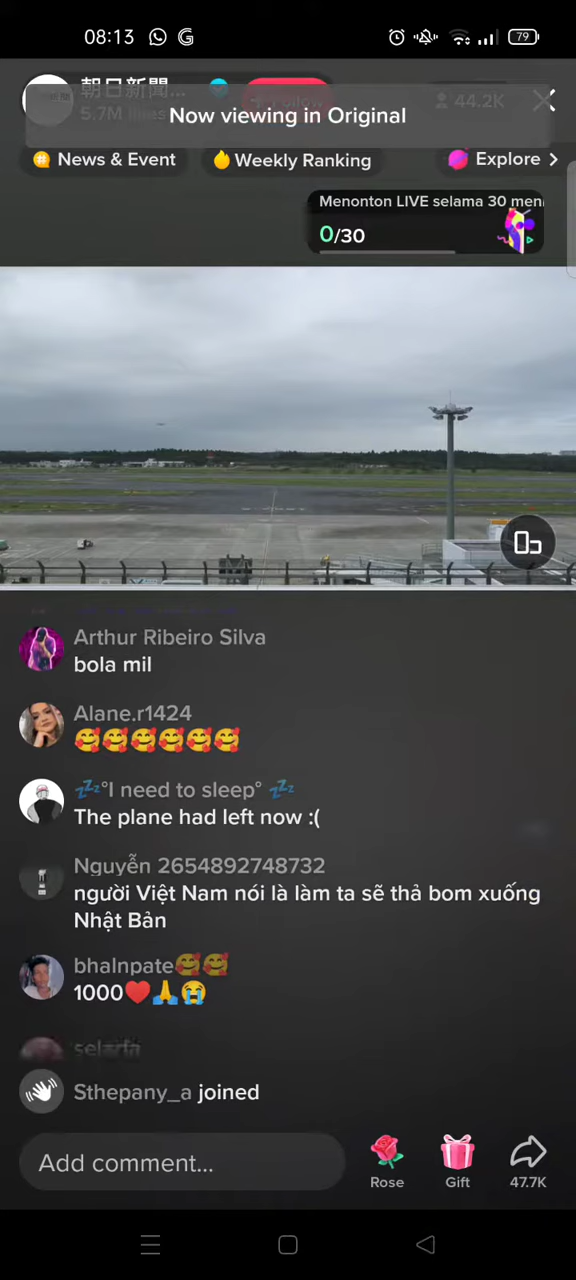 08:13
79
朝日新聞...
5.7M likes
44.2K
Now viewing in Original
News & Event
Weekly Ranking
Explore
Menonton LIVE selama 30 men
0/30
Arthur Ribeiro Silva
bola mil
Alane.r1424
🥰🥰🥰🥰🥰🥰
💤°I need to sleep° 💤
The plane had left now :(
Nguyễn 2654892748732
người Việt Nam nói là làm ta sẽ thả bom xuống
Nhật Bản
bhalnpate🥰🥰
1000♥️🙏😭
Sthepany_a joined
Add comment...
Rose
Gift
47.7K